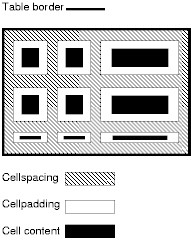 Table border
Cellspacing
Cellpadding
Cell content